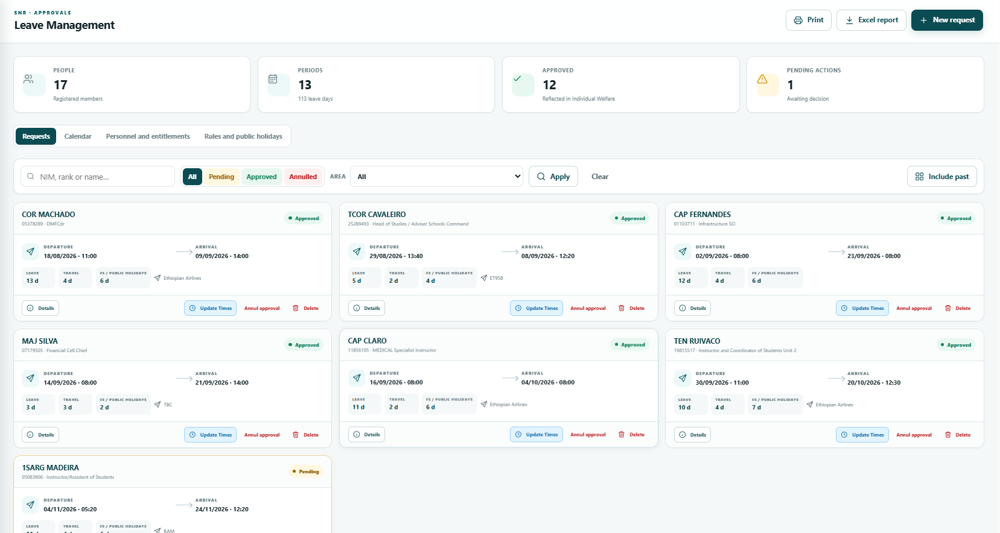 SNR · APPROVALS
Leave Management
Print
Excel report
New request
PEOPLE
17
Registered members
PERIODS
13
113 leave days
APPROVED
12
Reflected in Individual Welfare
PENDING ACTIONS
1
Awaiting decision
Requests
Calendar
Personnel and entitlements
Rules and public holidays
NIM, rank or name...
All
Pending
Approved
Annulled
AREA
All
Apply
Clear
Include past
COR MACHADO
05378289 · DMFCdr
Approved
DEPARTURE
18/08/2026 · 11:00
ARRIVAL
09/09/2026 · 14:00
LEAVE
13 d
TRAVEL
4 d
FS / PUBLIC HOLIDAYS
6 d
Ethiopian Airlines
Details
Update Times
Annul approval
Delete
TCOR CAVALEIRO
25289493 · Head of Studies / Adviser Schools Command
Approved
DEPARTURE
29/08/2026 · 13:40
ARRIVAL
08/09/2026 · 12:20
LEAVE
5 d
TRAVEL
2 d
FS / PUBLIC HOLIDAYS
4 d
ET958
Details
Update Times
Annul approval
Delete
CAP FERNANDES
01103711 · Infrastructure SO
Approved
DEPARTURE
02/09/2026 · 08:00
ARRIVAL
23/09/2026 · 08:00
LEAVE
12 d
TRAVEL
4 d
FS / PUBLIC HOLIDAYS
6 d
Details
Update Times
Annul approval
Delete
MAJ SILVA
07179505 · Financial Cell Chief
Approved
DEPARTURE
14/09/2026 · 08:00
ARRIVAL
21/09/2026 · 14:00
LEAVE
3 d
TRAVEL
3 d
FS / PUBLIC HOLIDAYS
2 d
TBC
Details
Update Times
Annul approval
Delete
CAP CLARO
11856105 · MEDICAL Specialist Instructor
Approved
DEPARTURE
16/09/2026 · 08:00
ARRIVAL
04/10/2026 · 08:00
LEAVE
11 d
TRAVEL
2 d
FS / PUBLIC HOLIDAYS
6 d
Ethiopian Airlines
Details
Update Times
Annul approval
Delete
TEN RUIVACO
19815517 · Instructor and Coordinator of Students Unit 2
Approved
DEPARTURE
30/09/2026 · 11:00
ARRIVAL
20/10/2026 · 12:30
LEAVE
10 d
TRAVEL
4 d
FS / PUBLIC HOLIDAYS
7 d
Ethiopian Airlines
Details
Update Times
Annul approval
Delete
1SARG MADEIRA
05083906 · Instructor/Assistant of Students
Pending
DEPARTURE
04/11/2026 · 05:20
ARRIVAL
24/11/2026 · 12:20
LEAVE
TRAVEL
FS / PUBLIC HOLIDAYS
RAM